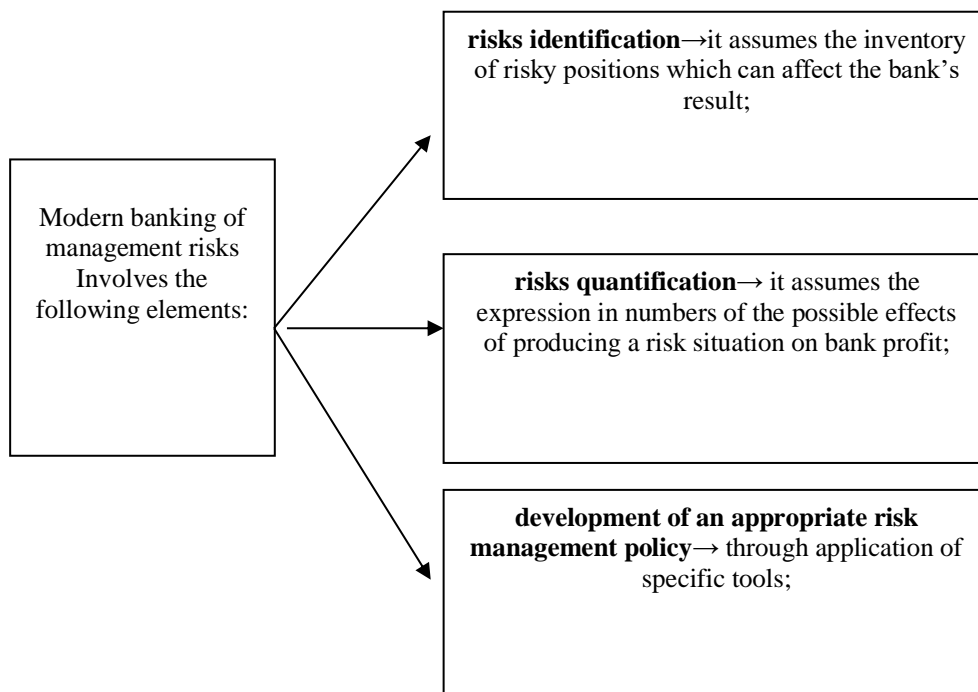 Modern banking of
management risks
Involves the
following elements:
risks identification→it assumes the inventory
of risky positions which can affect the bank’s
result;
risks quantification→ it assumes the
expression in numbers of the possible effects
of producing a risk situation on bank profit;
development of an appropriate risk
management policy→ through application of
specific tools;